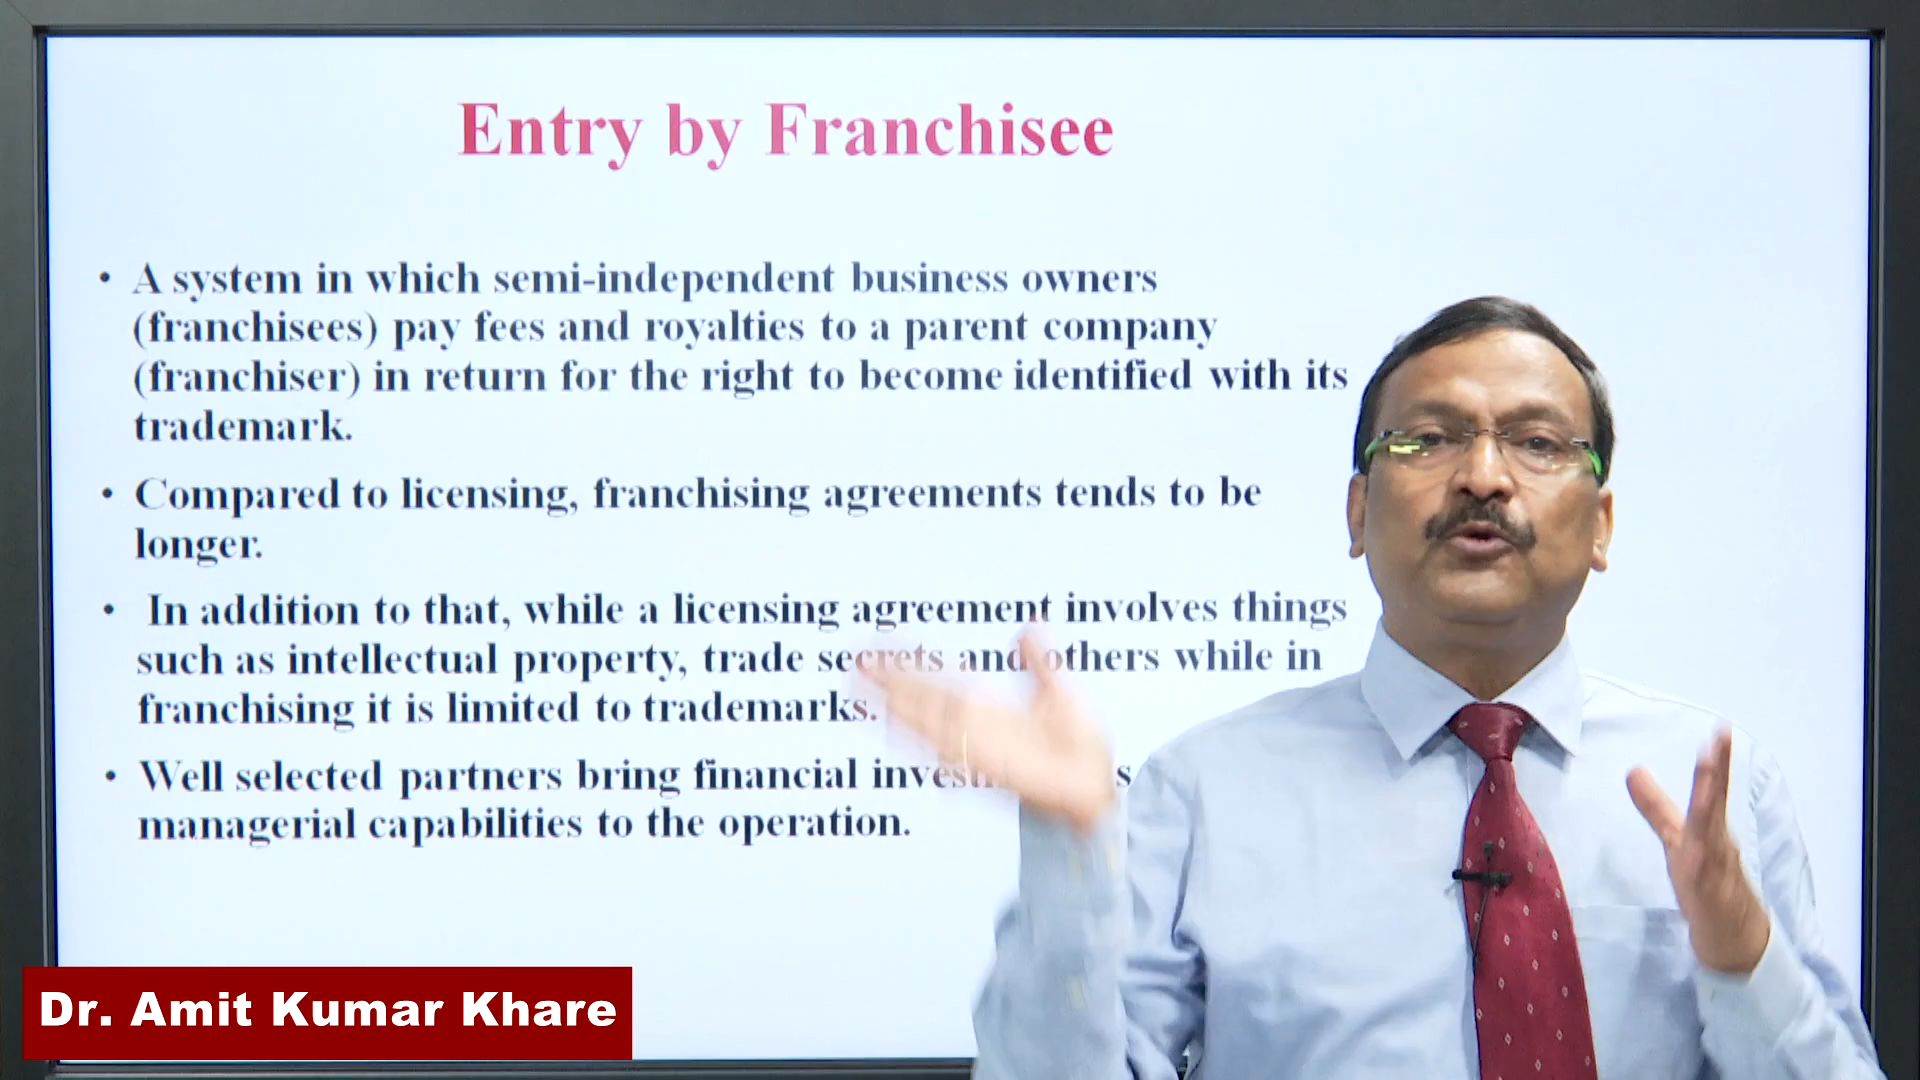 Entry by Franchisee
• A system in which semi-independent business owners
(franchisees) pay fees and royalties to a parent company
(franchiser) in return for the right to become identified with its
trademark.
• Compared to licensing, franchising agreements tends to be
longer.
• In addition to that, while a licensing agreement involves things
such as intellectual property, trade secrets and others while in
franchising it is limited to trademarks.
• Well selected partners bring financial
managerial capabilities to the operation.
Dr. Amit Kumar Khare